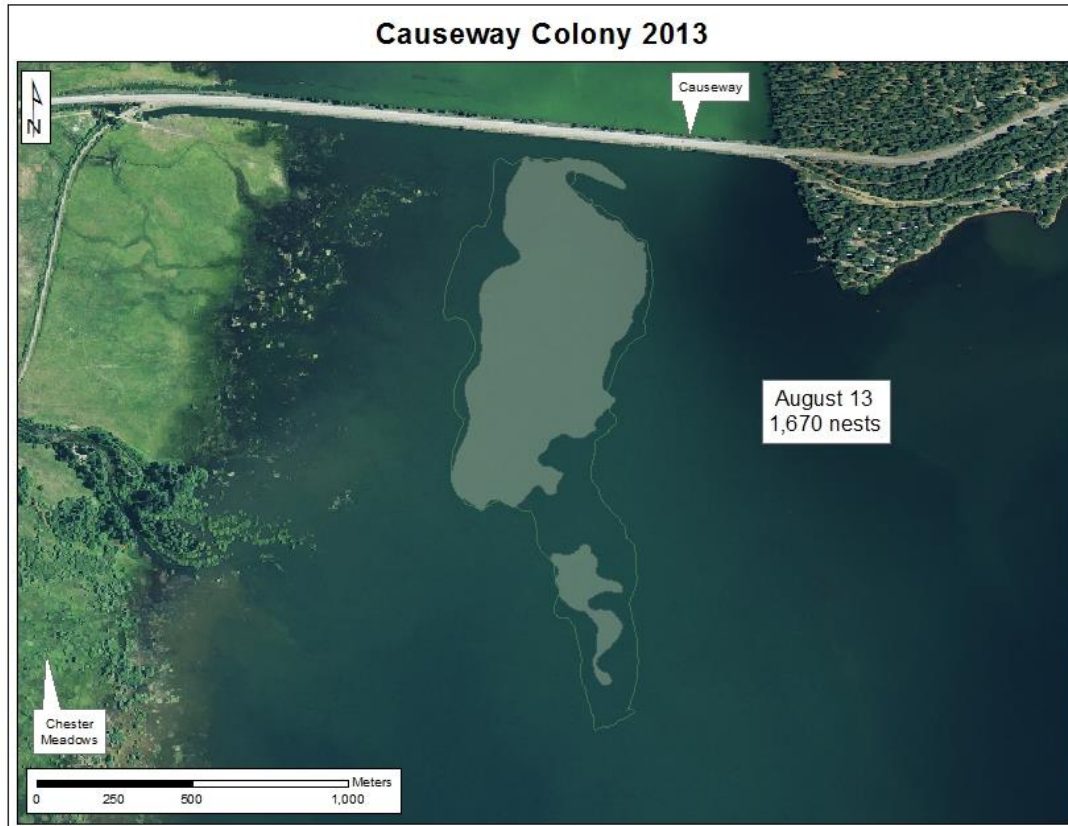 Causeway Colony 2013
N
Causeway
August 13
1,670 nests
Chester
Meadows
Meters
0 250 500 1,000